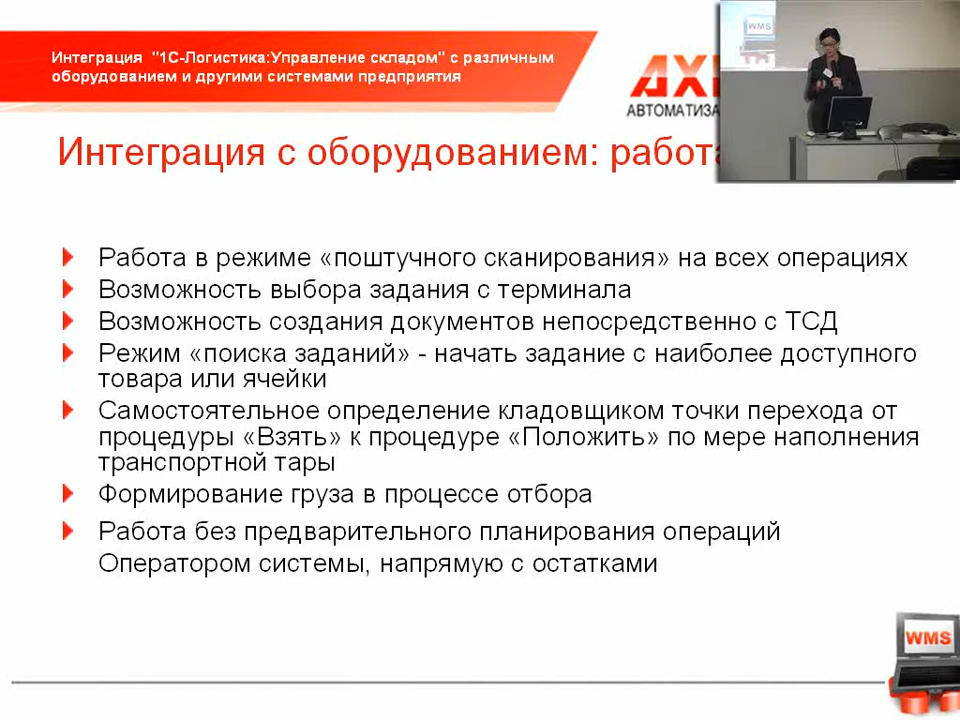 Интеграция "1С-Логистика:Управление складом" с различным
оборудованием и другими системами предприятия
WMS
Интеграция с оборудованием:
Работа в режиме «поштучного сканирования» на всех операциях
Возможность выбора задания с терминала
Возможность создания документов непосредственно с ТСД
Режим «поиска заданий» - начать задание с наиболее доступного
товара или ячейки
Самостоятельное определение кладовщиком точки перехода от
процедуры «Взять» к процедуре «Положить» по мере наполнения
транспортной тары
Формирование груза в процессе отбора
Работа без предварительного планирования операций
Оператором системы, напрямую с остатками
WMS